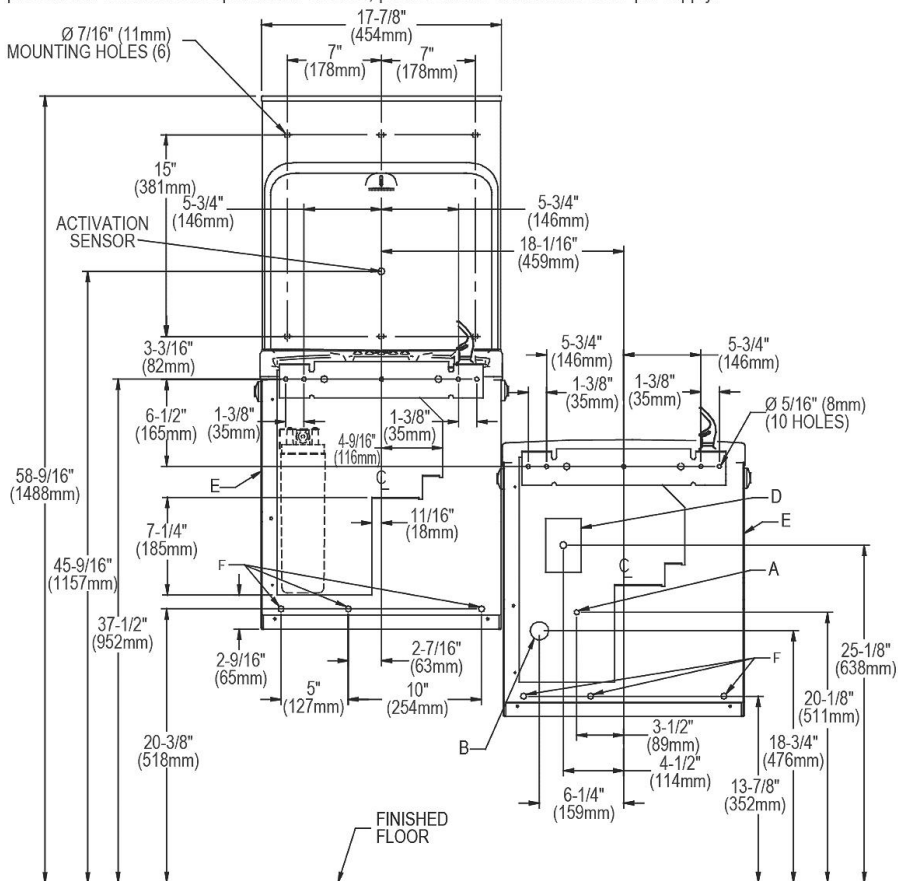 17-7/8"
(454mm)
Ø 7/16" (11mm)
MOUNTING HOLES (6)
7"
(178mm)
7"
(178mm)
15"
(381mm)
5-3/4"
(146mm)
5-3/4"
(146mm)
ACTIVATION
SENSOR
18-1/16"
(459mm)
3-3/16"
(82mm)
5-3/4"
(146mm)
5-3/4"
(146mm)
6-1/2"
(165mm)
1-3/8"
(35mm)
1-3/8"
(35mm)
1-3/8"
(35mm)
1-3/8"
(35mm)
Ø 5/16" (8mm)
(10 HOLES)
4-9/16"
(116mm)
58-9/16"
(1488mm)
E
C
L
D
7-1/4"
(185mm)
11/16"
(18mm)
E
45-9/16"
(1157mm)
F
C
L
A
37-1/2"
(952mm)
2-9/16"
(65mm)
2-7/16"
(63mm)
25-1/8"
(638mm)
F
5"
(127mm)
10"
(254mm)
20-1/8"
(511mm)
20-3/8"
(518mm)
B
3-1/2"
(89mm)
18-3/4"
(476mm)
4-1/2"
(114mm)
13-7/8"
(352mm)
6-1/4"
(159mm)
FINISHED
FLOOR